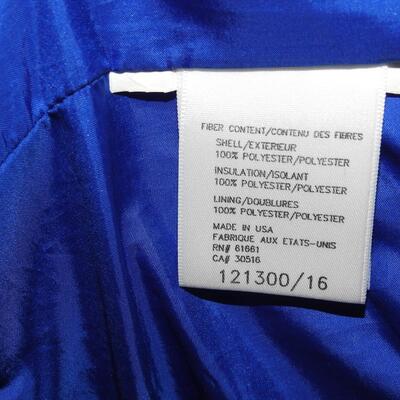 FIBER CONTENT/CONTENU DES FIBRES
SHELL/EXTERIEUR
100% POLYESTER/POLYESTER
INSULATION/ISOLANT
100% POLYESTER/POLYESTER
LINING/DOUBLURES
100% POLYESTER/POLYESTER
MADE IN USA
FABRIQUE AUX ETATS-UNIS
RN# 61661
CA# 30516
121300/16